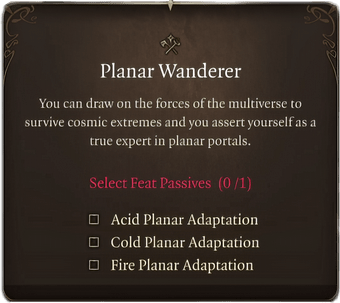 Planar Wanderer
You can draw on the forces of the multiverse to
survive cosmic extremes and you assert yourself as a
true expert in planar portals.
Select Feat Passives (0 /1)
Acid Planar Adaptation
Cold Planar Adaptation
Fire Planar Adaptation